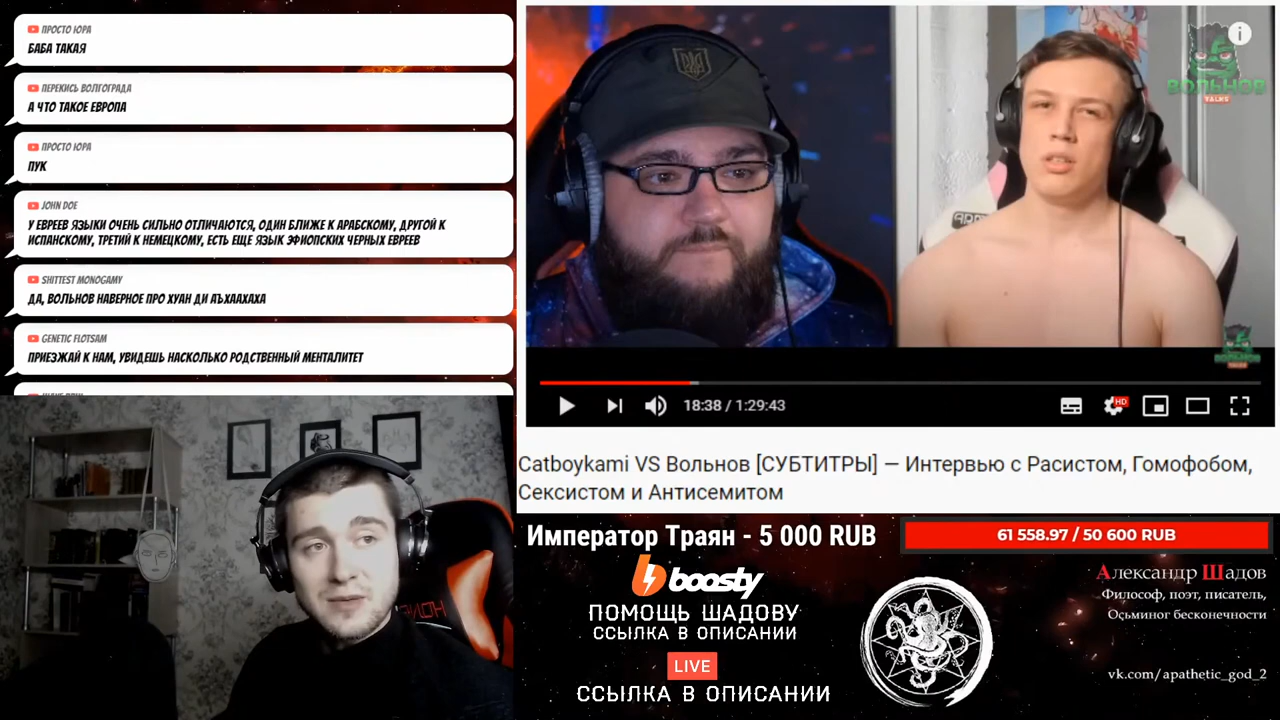 ПРОСТО ЮРА
БАБА ТАКАЯ
ПЕРЕКИСЬ ВОЛГОГРАДА
А ЧТО ТАКОЕ ЕВРОПА
ПРОСТО ЮРА
ПУК
JOHN DOE
У ЕВРЕЕВ ЯЗЫКИ ОЧЕНЬ СИЛЬНО ОТЛИЧАЮТСЯ, ОДИН БЛИЖЕ К АРАБСКОМУ, ДРУГОЙ К
ИСПАНСКОМУ, ТРЕТИЙ К НЕМЕЦКОМУ, ЕСТЬ ЕЩЕ ЯЗЫК ЭФИОПСКИХ ЧЕРНЫХ ЕВРЕЕВ
SHITTEST MONOGAMY
ДА, ВОЛЬНОВ НАВЕРНОЕ ПРО ХУАН ДИ АЪХААХАХА
GENETIC FLOTSAM
ПРИЕЗЖАЙ К НАМ, УВИДЕШЬ НАСКОЛЬКО РОДСТВЕННЫЙ МЕНТАЛИТЕТ
i
ВОЛЬНОВ
TALKS
ВОЛЬНОВ
TALKS
18:38 / 1:29:43
HD
Catboykami VS Вольнов [СУБТИТРЫ] — Интервью с Расистом, Гомофобом,
Сексистом и Антисемитом
Император Траян - 5 000 RUB
61 558.97 / 50 600 RUB
boosty
ПОМОЩЬ ШАДОВУ
ССЫЛКА В ОПИСАНИИ
LIVE
ССЫЛКА В ОПИСАНИИ
Александр Шадов
Философ, поэт, писатель,
Осьминог бесконечности
vk.com/apathetic_god_2